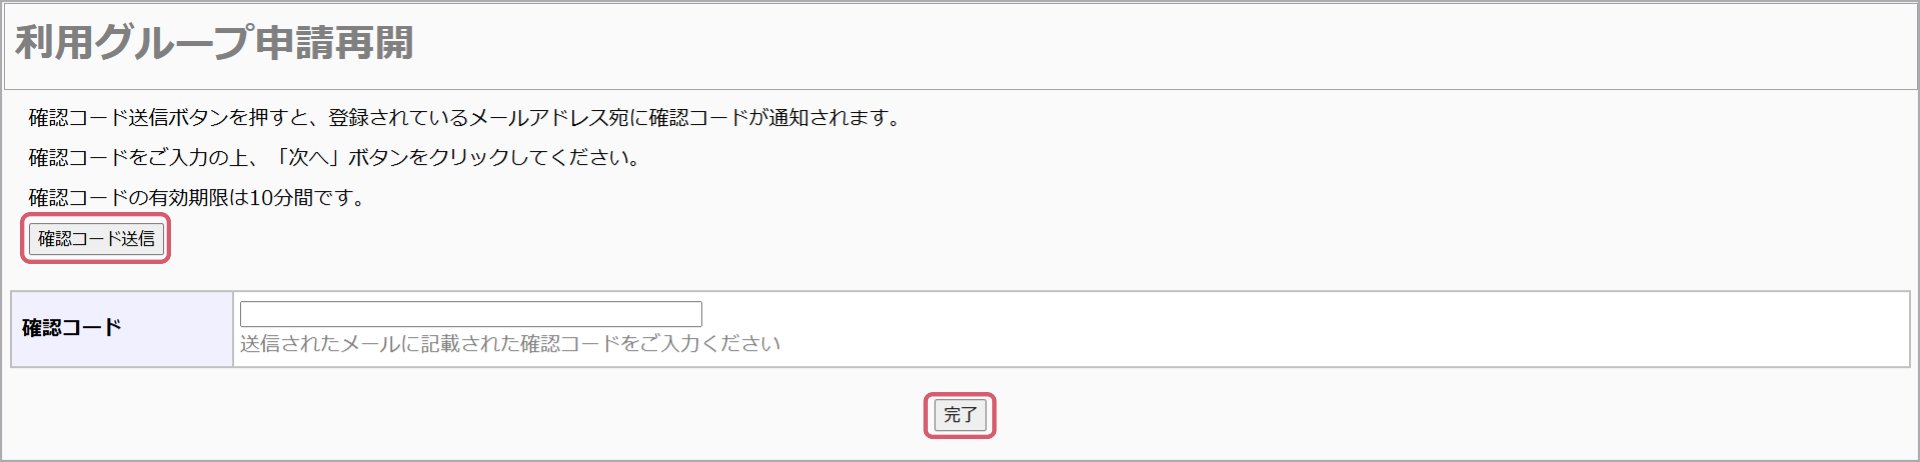 利用グループ申請再開
確認コード送信ボタンを押すと、登録されているメールアドレス宛に確認コードが通知されます。
確認コードをご入力の上、「次へ」ボタンをクリックしてください。
確認コードの有効期限は10分間です。
確認コード送信
確認コード
送信されたメールに記載された確認コードをご入力ください
完了